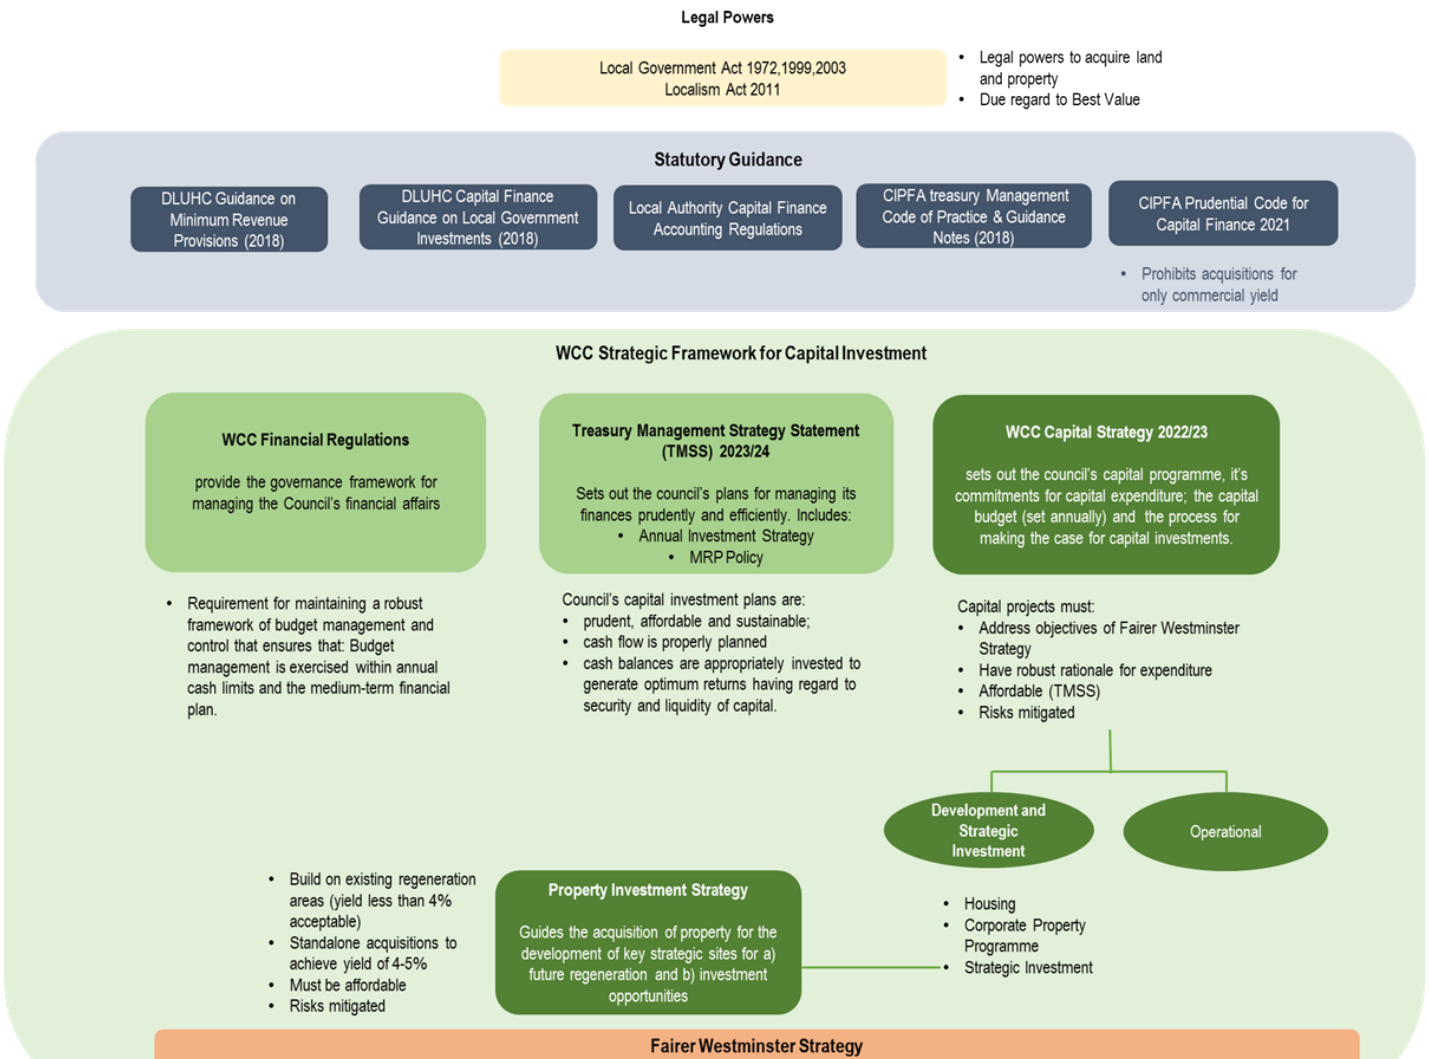 Legal Powers
Local Government Act 1972,1999,2003
Localism Act 2011
• Legal powers to acquire land
and property
• Due regard to Best Value
Statutory Guidance
DLUHC Guidance on
Minimum Revenue
Provisions (2018)
DLUHC Capital Finance
Guidance on Local Government
Investments (2018)
Local Authority Capital Finance
Accounting Regulations
CIPFA treasury Management
Code of Practice & Guidance
Notes (2018)
CIPFA Prudential Code for
Capital Finance 2021
• Prohibits acquisitions for
only commercial yield
WCC Strategic Framework for Capital Investment
WCC Financial Regulations
provide the governance framework for
managing the Council's financial affairs
• Requirement for maintaining a robust
framework of budget management and
control that ensures that: Budget
management is exercised within annual
cash limits and the medium-term financial
plan.
Treasury Management Strategy Statement
(TMSS) 2023/24
Sets out the council's plans for managing its
finances prudently and efficiently. Includes:
• Annual Investment Strategy
• MRP Policy
Council's capital investment plans are:
• prudent, affordable and sustainable;
• cash flow is properly planned
• cash balances are appropriately invested to
generate optimum returns having regard to
security and liquidity of capital.
WCC Capital Strategy 2022/23
sets out the council's capital programme, it's
commitments for capital expenditure; the capital
budget (set annually) and the process for
making the case for capital investments.
Capital projects must:
• Address objectives of Fairer Westminster
Strategy
• Have robust rationale for expenditure
• Affordable (TMSS)
• Risks mitigated
Development and
Strategic
Investment
Operational
• Housing
• Corporate Property
Programme
• Strategic Investment
Property Investment Strategy
Guides the acquisition of property for the
development of key strategic sites for a)
future regeneration and b) investment
opportunities
• Build on existing regeneration
areas (yield less than 4%
acceptable)
• Standalone acquisitions to
achieve yield of 4-5%
• Must be affordable
• Risks mitigated
Fairer Westminster Strategy